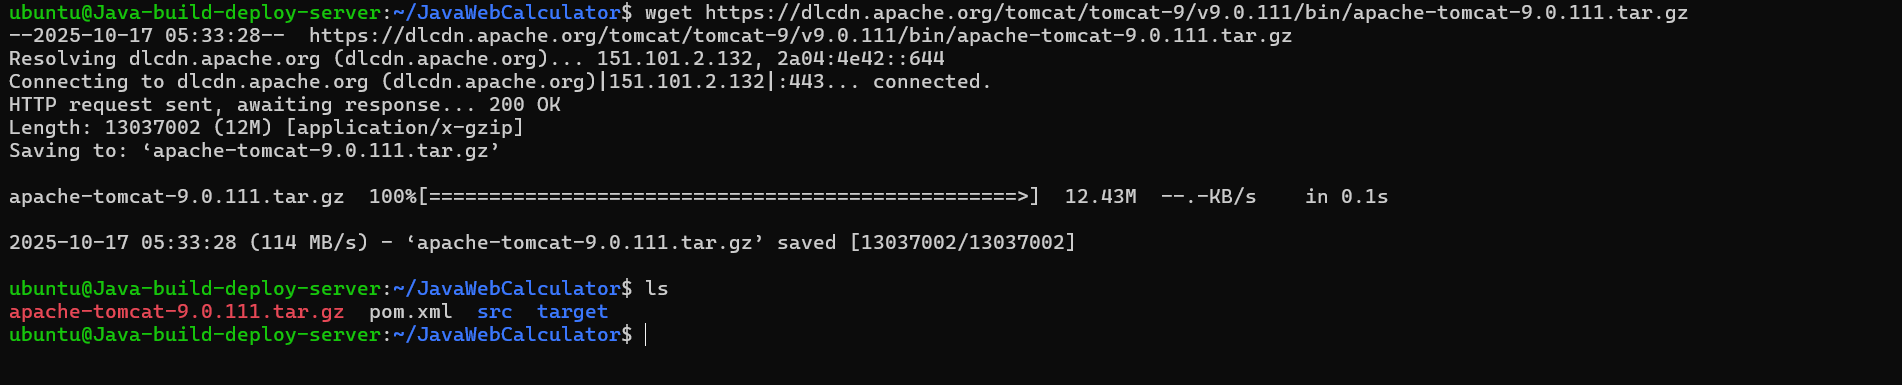 ubuntu@Java-build-deploy-server:~/JavaWebCalculator$ wget https://dlcdn.apache.org/tomcat/tomcat-9/v9.0.111/bin/apache-tomcat-9.0.111.tar.gz
--2025-10-17 05:33:28--  https://dlcdn.apache.org/tomcat/tomcat-9/v9.0.111/bin/apache-tomcat-9.0.111.tar.gz
Resolving dlcdn.apache.org (dlcdn.apache.org)... 151.101.2.132, 2a04:4e42::644
Connecting to dlcdn.apache.org (dlcdn.apache.org)|151.101.2.132|:443... connected.
HTTP request sent, awaiting response... 200 OK
Length: 13037002 (12M) [application/x-gzip]
Saving to: ‘apache-tomcat-9.0.111.tar.gz’
apache-tomcat-9.0.111.tar.gz  100%[=================================================>]  12.43M  --.-KB/s    in 0.1s
2025-10-17 05:33:28 (114 MB/s) - ‘apache-tomcat-9.0.111.tar.gz’ saved [13037002/13037002]
ubuntu@Java-build-deploy-server:~/JavaWebCalculator$ ls
apache-tomcat-9.0.111.tar.gz  pom.xml  src  target
ubuntu@Java-build-deploy-server:~/JavaWebCalculator$